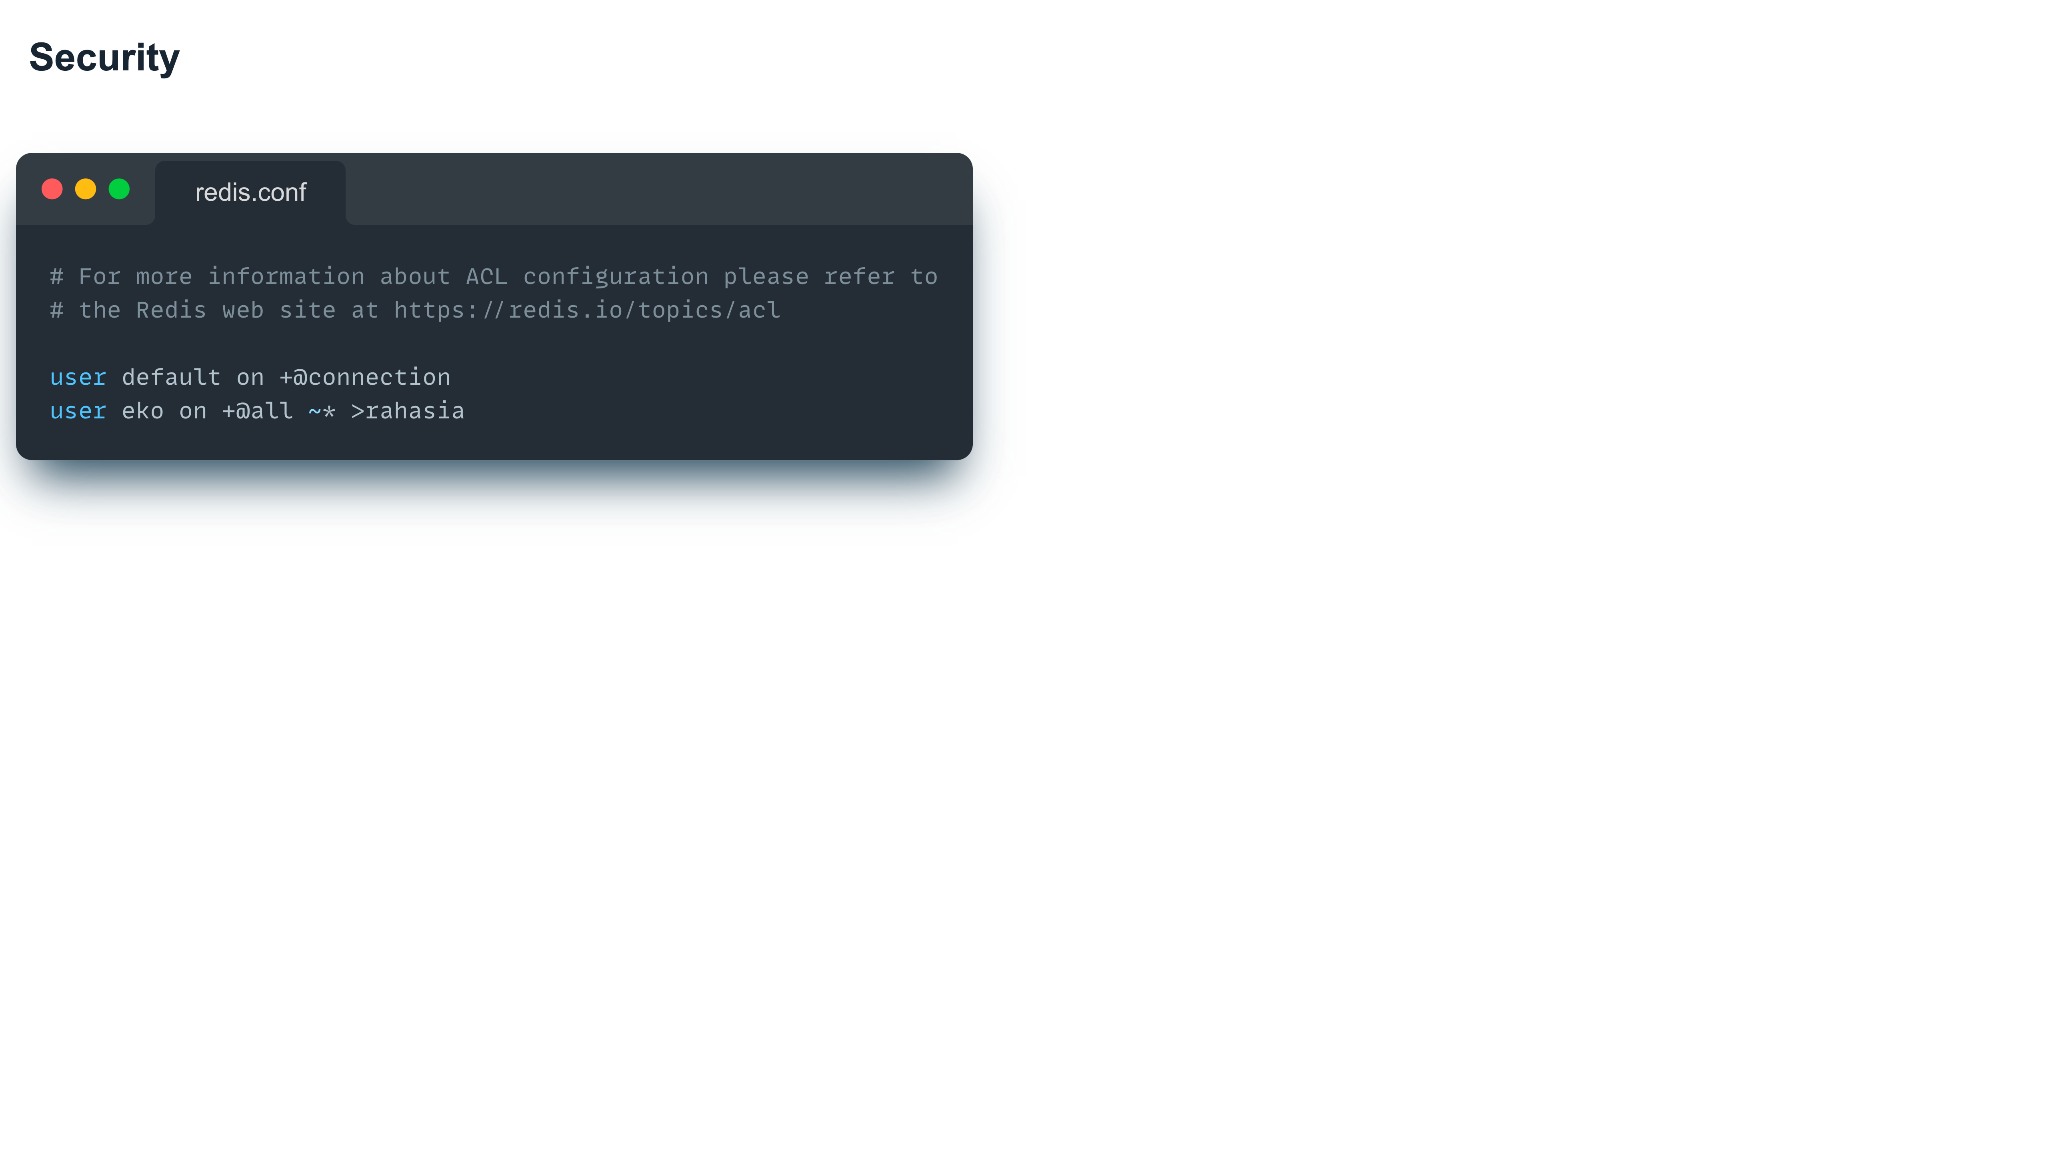 Security
redis.conf
# For more information about ACL configuration please refer to
# the Redis web site at https://redis.io/topics/acl
user default on +@connection
user eko on +@all ~* >rahasia